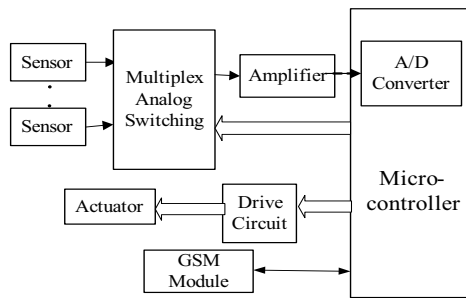 Sensor
Sensor
Multiplex
Analog
Switching
Amplifier
A/D
Converter
Micro-
controller
Actuator
Drive
Circuit
GSM
Module